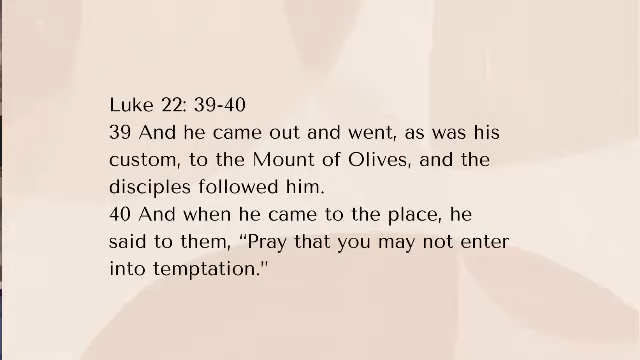 Luke 22: 39-40
39 And he came out and went, as was his
custom, to the Mount of Olives, and the
disciples followed him.
40 And when he came to the place, he
said to them, “Pray that you may not enter
into temptation.”